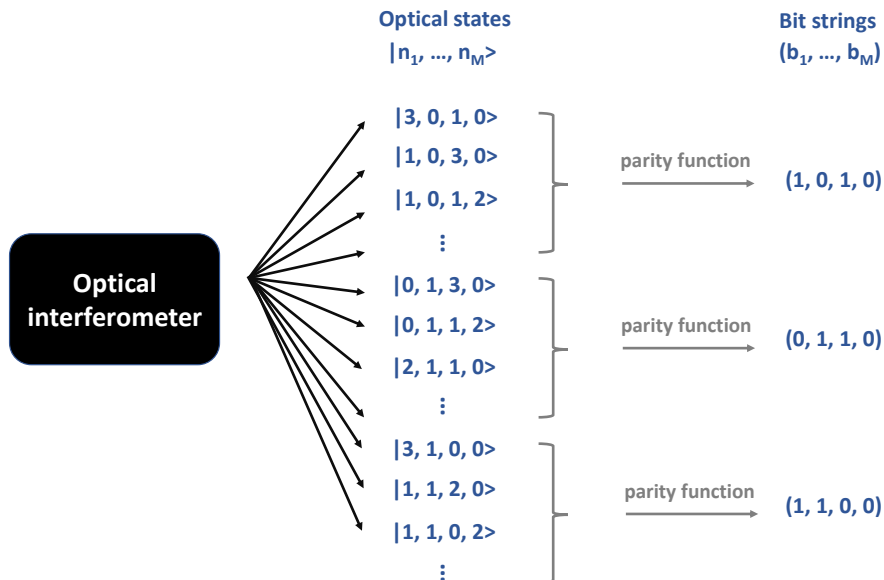 Optical states
|n₁, …, n_M>
Bit strings
(b₁, …, b_M)
|3, 0, 1, 0>
|1, 0, 3, 0>
|1, 0, 1, 2>
⋮
parity function
(1, 0, 1, 0)
Optical
interferometer
|0, 1, 3, 0>
|0, 1, 1, 2>
|2, 1, 1, 0>
⋮
parity function
(0, 1, 1, 0)
|3, 1, 0, 0>
|1, 1, 2, 0>
|1, 1, 0, 2>
⋮
parity function
(1, 1, 0, 0)